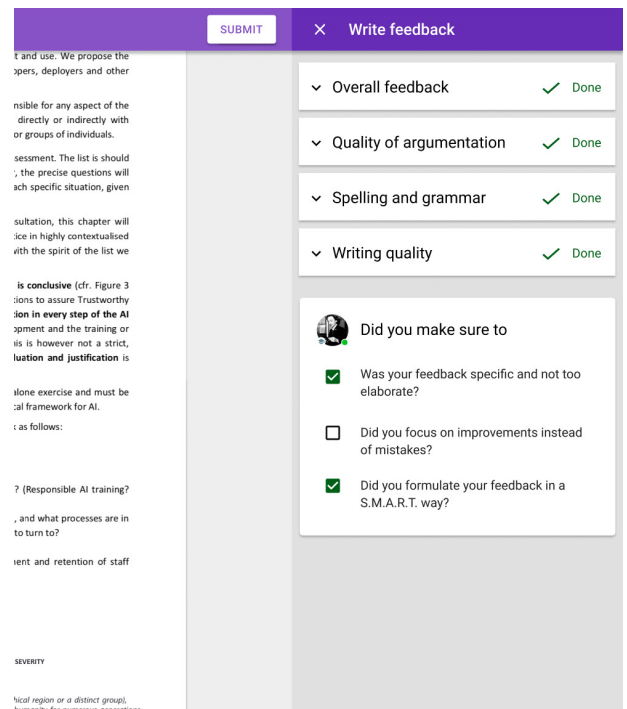 SUBMIT
Write feedback
t and use. We propose the
opers, deployers and other
nsible for any aspect of the
directly or indirectly with
or groups of individuals.
sessment. The list is should
, the precise questions will
ach specific situation, given
sultation, this chapter will
tice in highly contextualised
with the spirit of the list we
is conclusive (cfr. Figure 3
tions to assure Trustworthy
tion in every step of the AI
opment and the training or
his is however not a strict,
luation and justification is
alone exercise and must be
cal framework for AI.
as follows:
? (Responsible AI training?
, and what processes are in
to turn to?
nent and retention of staff
SEVERITY
hical region or a distinct group),
Overall feedback
Done
Quality of argumentation
Done
Spelling and grammar
Done
Writing quality
Done
Did you make sure to
Was your feedback specific and not too
elaborate?
Did you focus on improvements instead
of mistakes?
Did you formulate your feedback in a
S.M.A.R.T. way?